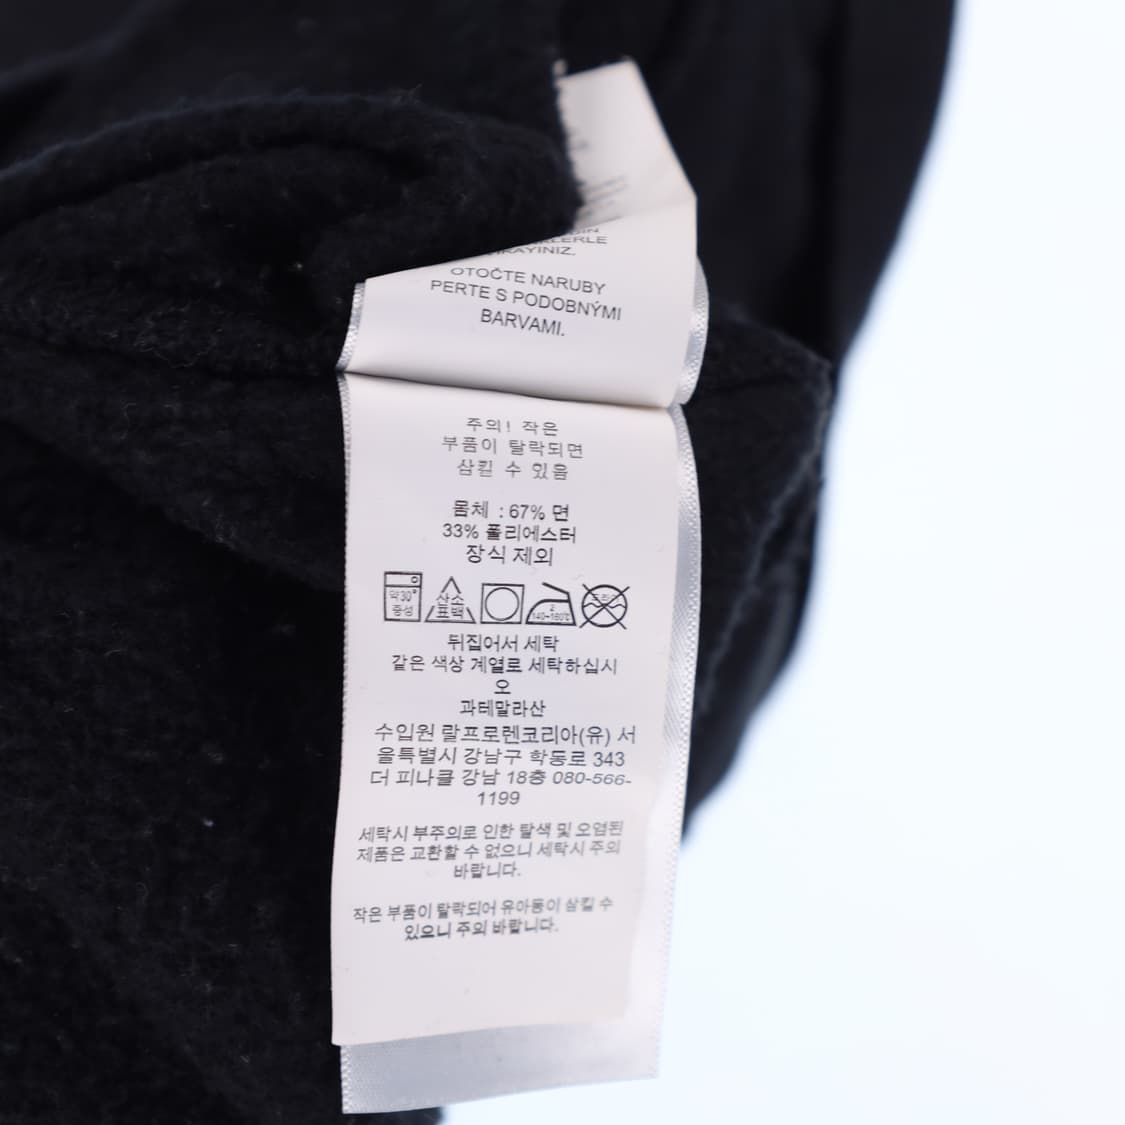 OTOČTE NARUBY
PERTE S PODOBNÝMI
BARVAMI.
주의! 작은
부품이 탈락되면
삼킬 수 있음
몸체 : 67% 면
33% 폴리에스터
장식 제외
약30° 중성
산소 표백
2 140~160℃
뒤집어서 세탁
같은 색상 계열로 세탁하십시
오
과테말라산
수입원 랄프로렌코리아(유) 서
울특별시 강남구 학동로 343
더 피나클 강남 18층 080-566-
1199
세탁시 부주의로 인한 탈색 및 오염된
제품은 교환할 수 없으니 세탁시 주의
바랍니다.
작은 부품이 탈락되어 유아동이 삼킬 수
있으니 주의 바랍니다.